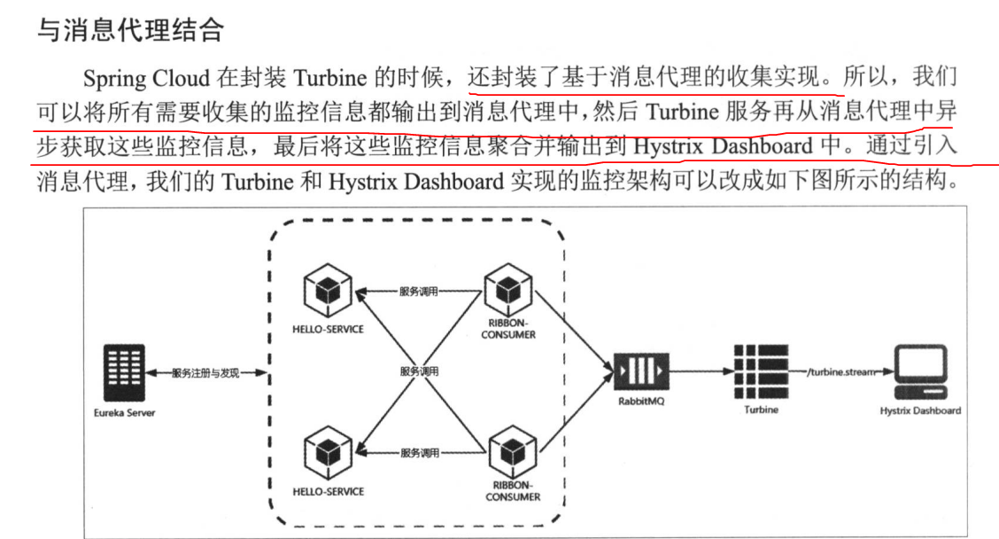 与消息代理结合
Spring Cloud 在封装 Turbine 的时候，还封装了基于消息代理的收集实现。所以，我们
可以将所有需要收集的监控信息都输出到消息代理中，然后 Turbine 服务再从消息代理中异
步获取这些监控信息，最后将这些监控信息聚合并输出到 Hystrix Dashboard 中。通过引入
消息代理，我们的 Turbine 和 Hystrix Dashboard 实现的监控架构可以改成如下图所示的结构。
服务调用
HELLO-SERVICE
RIBBON-
CONSUMER
服务注册与发现
服务调用
/turbine.stream
Eureka Server
RabbitMQ
Turbine
Hystrix Dashboard
服务调用
HELLO-SERVICE
RIBBON-
CONSUMER